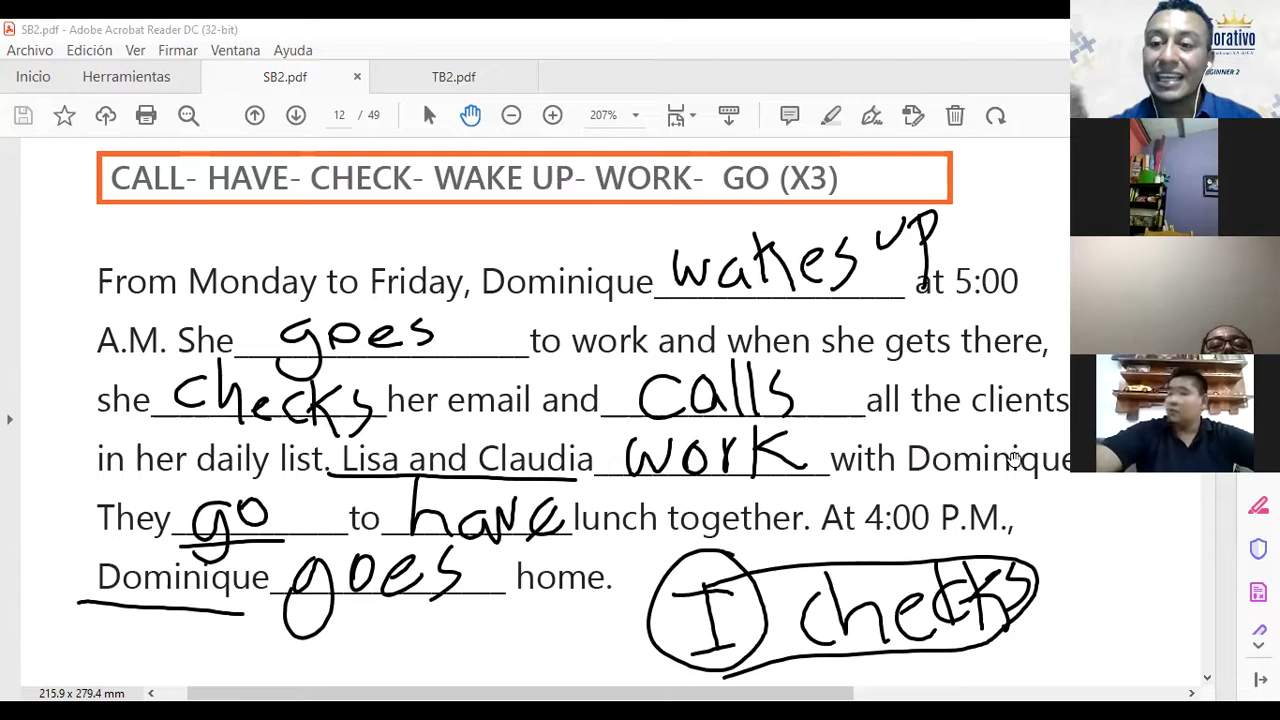 SB2.pdf - Adobe Acrobat Reader DC (32-bit)
Archivo Edición Ver Firmar Ventana Ayuda
Inicio Herramientas SB2.pdf × TB2.pdf
12 / 49 207%
orativo
EGINNER 2
CALL- HAVE- CHECK- WAKE UP- WORK- GO (X3)
From Monday to Friday, Dominique wakes up at 5:00
A.M. She goes to work and when she gets there,
she checks her email and calls all the clients
in her daily list. Lisa and Claudia work with Dominique
They go to have lunch together. At 4:00 P.M.,
Dominique goes home.
I checks
215.9 x 279.4 mm